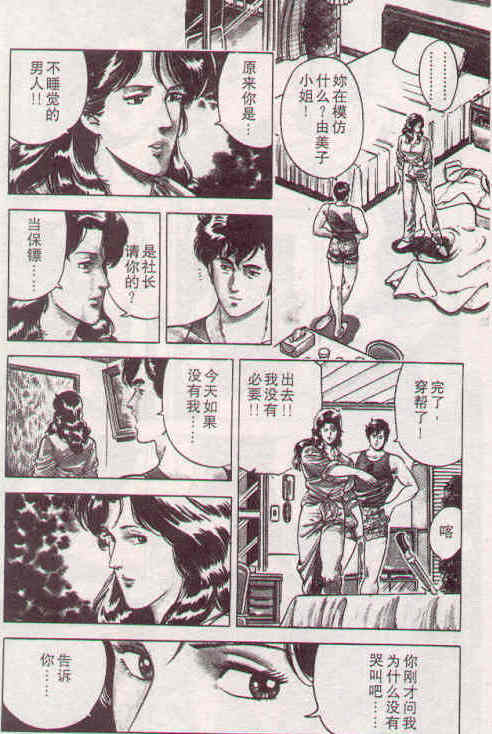 …………
妳在模仿
什么？由美子
小姐！
原来你是…
不睡觉的
男人!!
……
是社长
请你的？
当保镖……
完了，
穿帮了！
喀
出去!!
我没有
必要!!
今天如果
没有我……
你刚才问我
为什么没有
哭叫吧……
告诉
你……